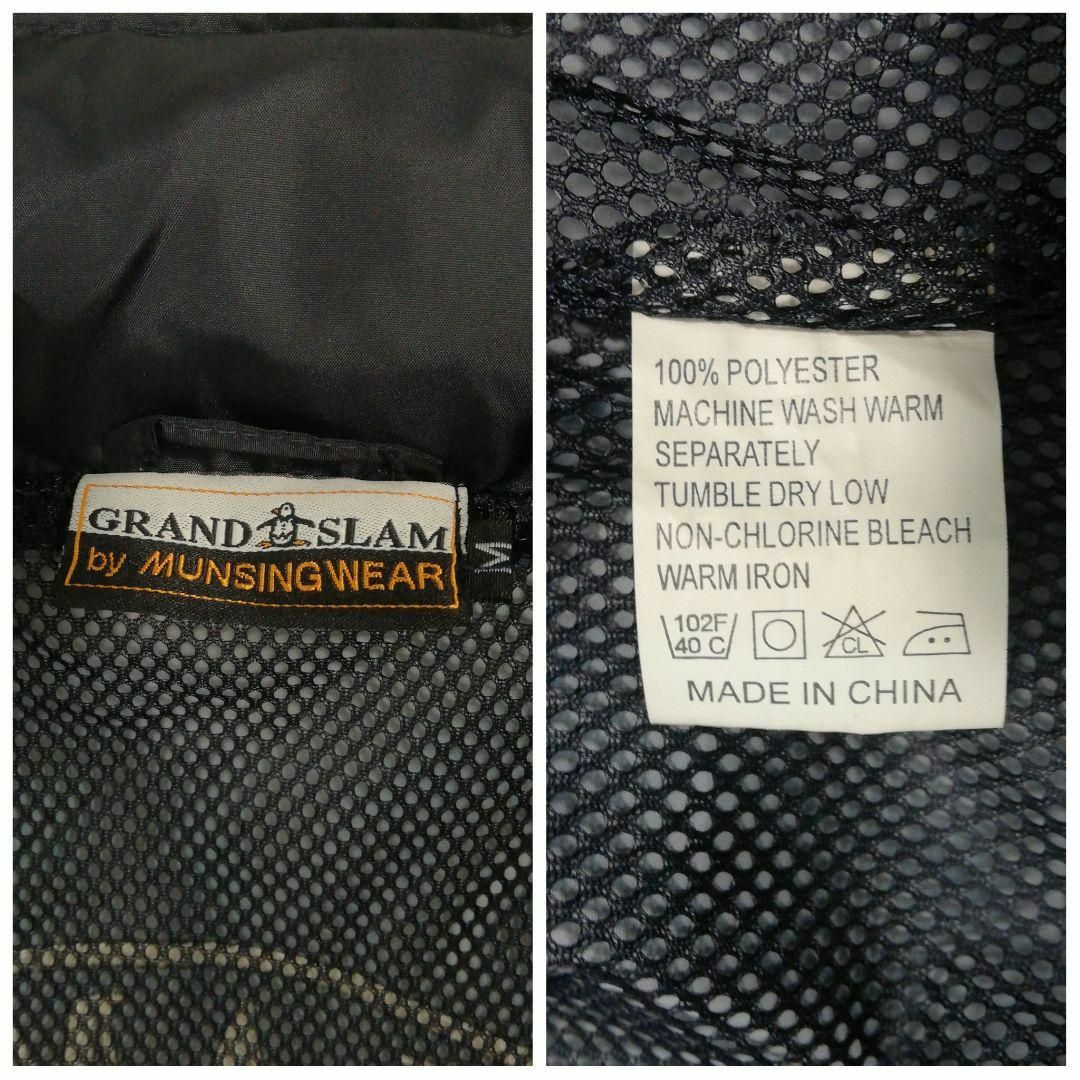 GRAND SLAM
by MUNSINGWEAR
M
100% POLYESTER
MACHINE WASH WARM
SEPARATELY
TUMBLE DRY LOW
NON-CHLORINE BLEACH
WARM IRON
102F
40 C
CL
MADE IN CHINA